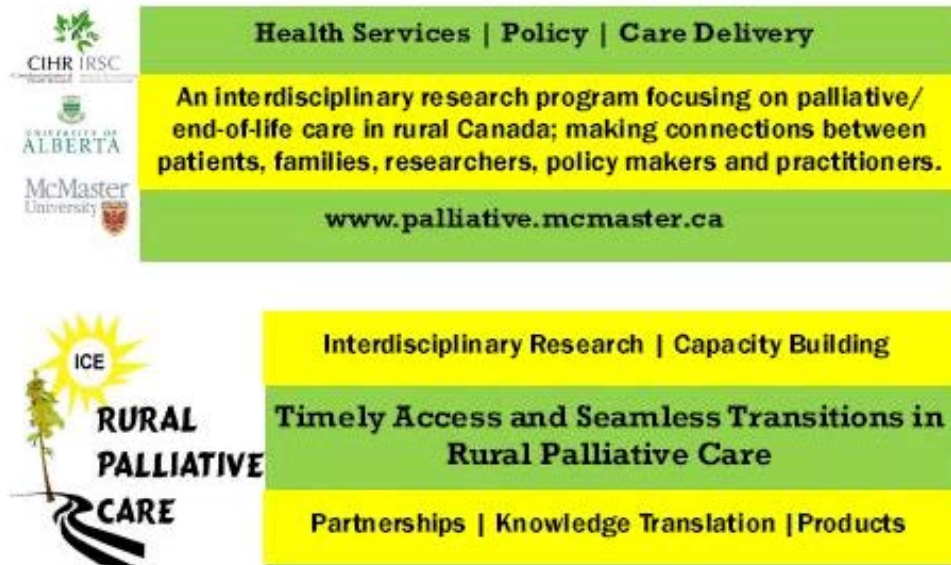 CIHR IRSC
Health Services | Policy | Care Delivery
UNIVERSITY OF
ALBERTA
An interdisciplinary research program focusing on palliative/
end-of-life care in rural Canada; making connections between
patients, families, researchers, policy makers and practitioners.
McMaster
University
www.palliative.mcmaster.ca
ICE
RURAL
PALLIATIVE
CARE
Interdisciplinary Research | Capacity Building
Timely Access and Seamless Transitions in
Rural Palliative Care
Partnerships | Knowledge Translation |Products